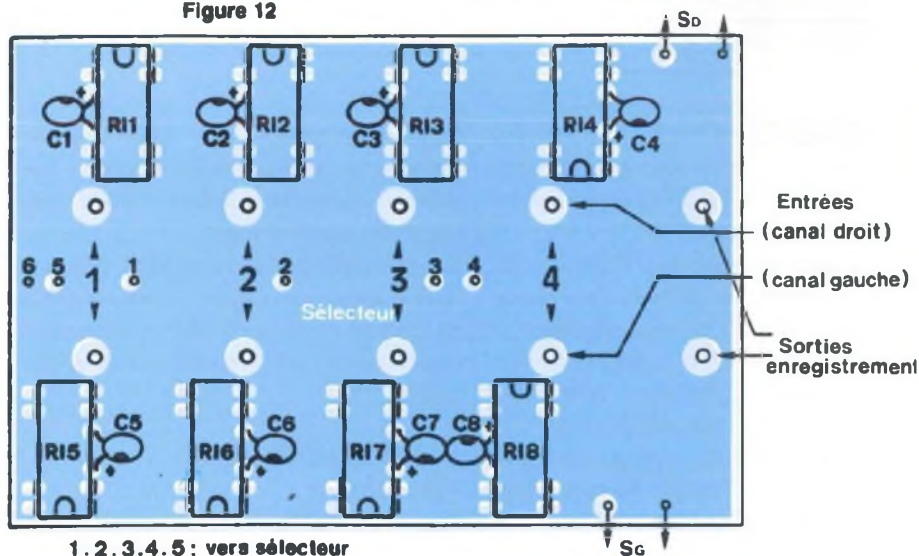 Figure 12
SD
C1 + RI1 C2 + RI2 C3 + RI3 RI4 + C4
Entrées
(canal droit)
6 5 1 1 2 2 3 3 4 4
(canal gauche)
Sélecteur
Sorties
enregistrement
RI5 C5 + RI6 C6 + RI7 C7 + C8 + RI8
1.2.3.4.5: vers sélecteur
SG